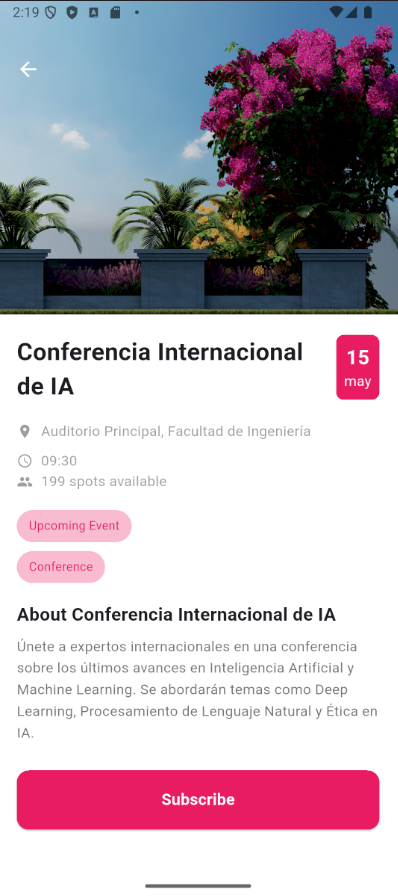 2:19
Conferencia Internacional
de IA
15
may
Auditorio Principal, Facultad de Ingeniería
09:30
199 spots available
Upcoming Event
Conference
About Conferencia Internacional de IA
Únete a expertos internacionales en una conferencia
sobre los últimos avances en Inteligencia Artificial y
Machine Learning. Se abordarán temas como Deep
Learning, Procesamiento de Lenguaje Natural y Ética en
IA.
Subscribe